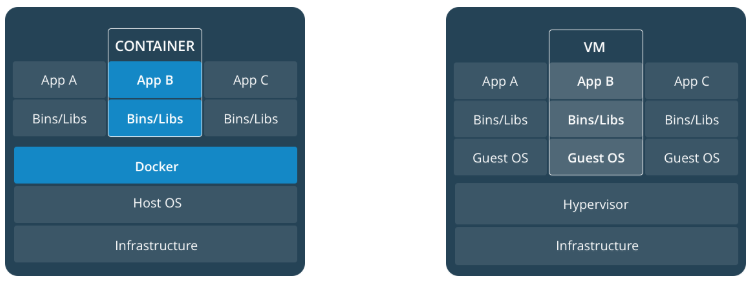 CONTAINER
App A App B App C
Bins/Libs Bins/Libs Bins/Libs
Docker
Host OS
Infrastructure
VM
App A App B App C
Bins/Libs Bins/Libs Bins/Libs
Guest OS Guest OS Guest OS
Hypervisor
Infrastructure